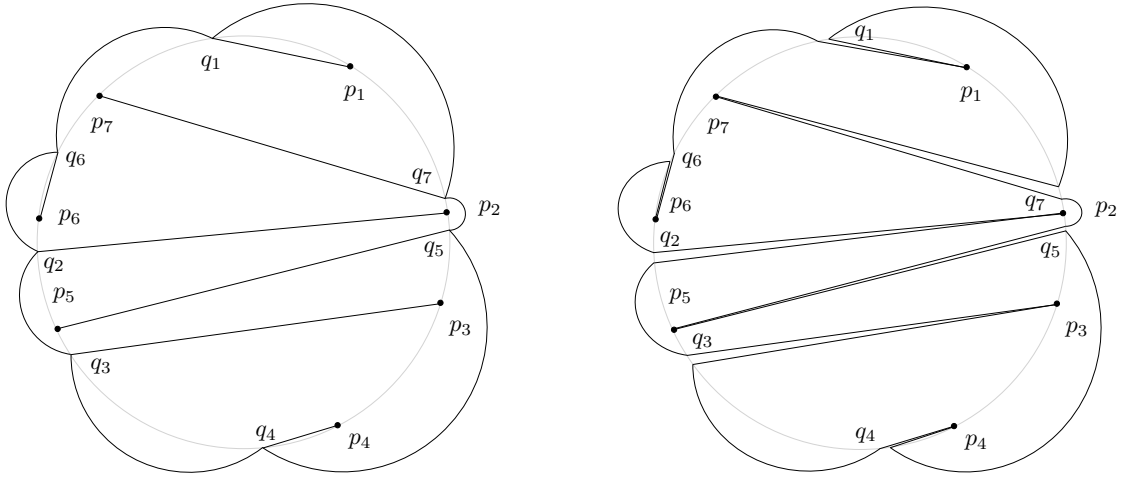 q₁
p₁
p₇
q₆
q₇
p₂
p₆
q₂
q₅
p₅
p₃
q₃
q₄
p₄
q₁
p₁
p₇
q₆
p₆
q₇
p₂
q₂
q₅
p₅
p₃
q₃
q₄
p₄